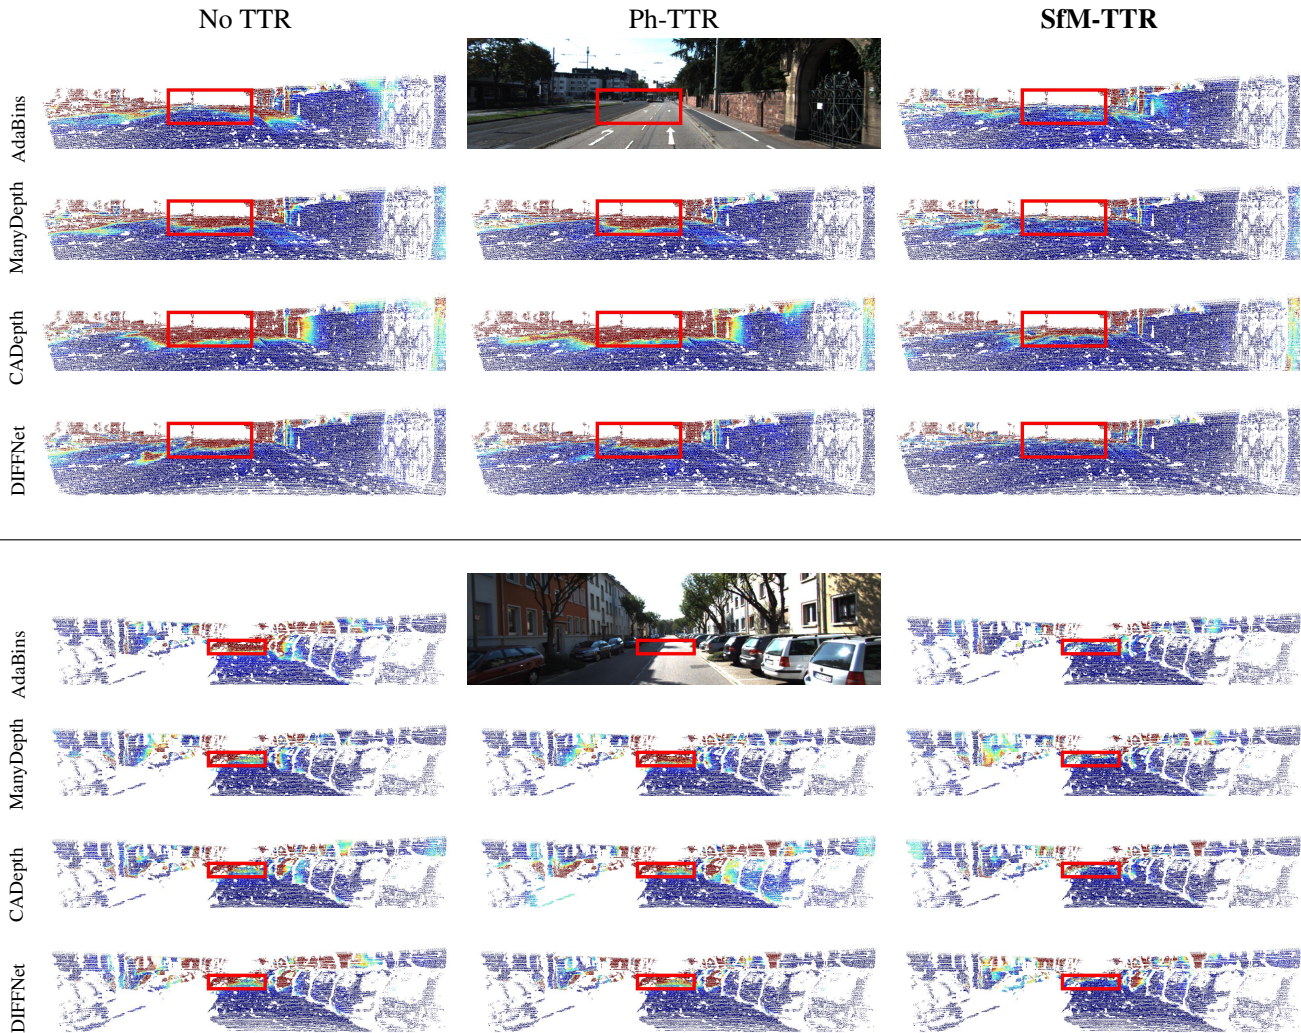 No TTR Ph-TTR SfM-TTR
AdaBins
ManyDepth
CADepth
DIFFNet
AdaBins
ManyDepth
CADepth
DIFFNet